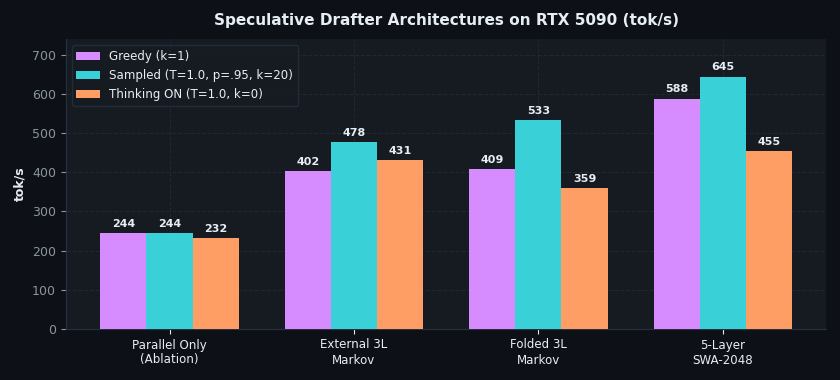 Speculative Drafter Architectures on RTX 5090 (tok/s)
Greedy (k=1)
Sampled (T=1.0, p=.95, k=20)
Thinking ON (T=1.0, k=0)
tok/s
700
600
500
400
300
200
100
0
244
244
232
402
478
431
409
533
359
588
645
455
Parallel Only
(Ablation)
External 3L
Markov
Folded 3L
Markov
5-Layer
SWA-2048